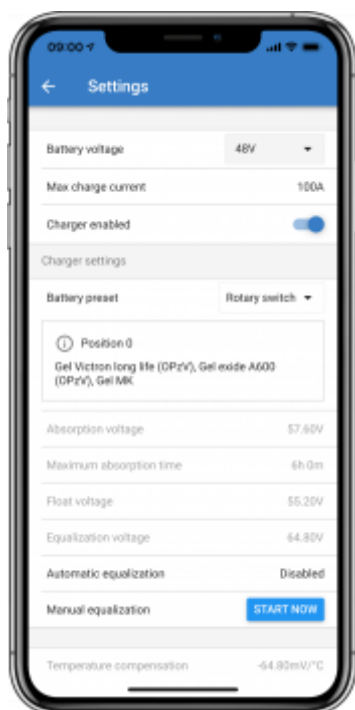 09:00
Settings
Battery voltage 48V
Max charge current 100A
Charger enabled
Charger settings
Battery preset Rotary switch
Position 0
Gel Victron long life (OPzV), Gel exide A600
(OPzV), Gel MK
Absorption voltage 57.60V
Maximum absorption time 6h 0m
Float voltage 55.20V
Equalization voltage 64.80V
Automatic equalization Disabled
Manual equalization START NOW
Temperature compensation -64.80mV/°C